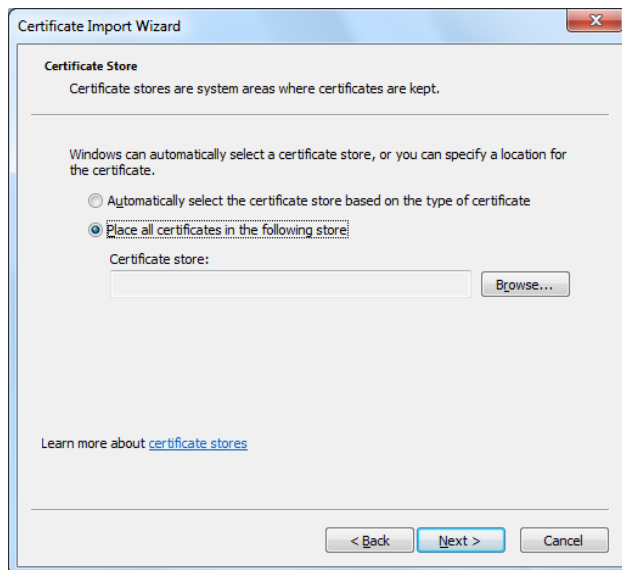 Certificate Import Wizard
Certificate Store
Certificate stores are system areas where certificates are kept.
Windows can automatically select a certificate store, or you can specify a location for
the certificate.
Automatically select the certificate store based on the type of certificate
Place all certificates in the following store
Certificate store:
Browse...
Learn more about certificate stores
< Back
Next >
Cancel